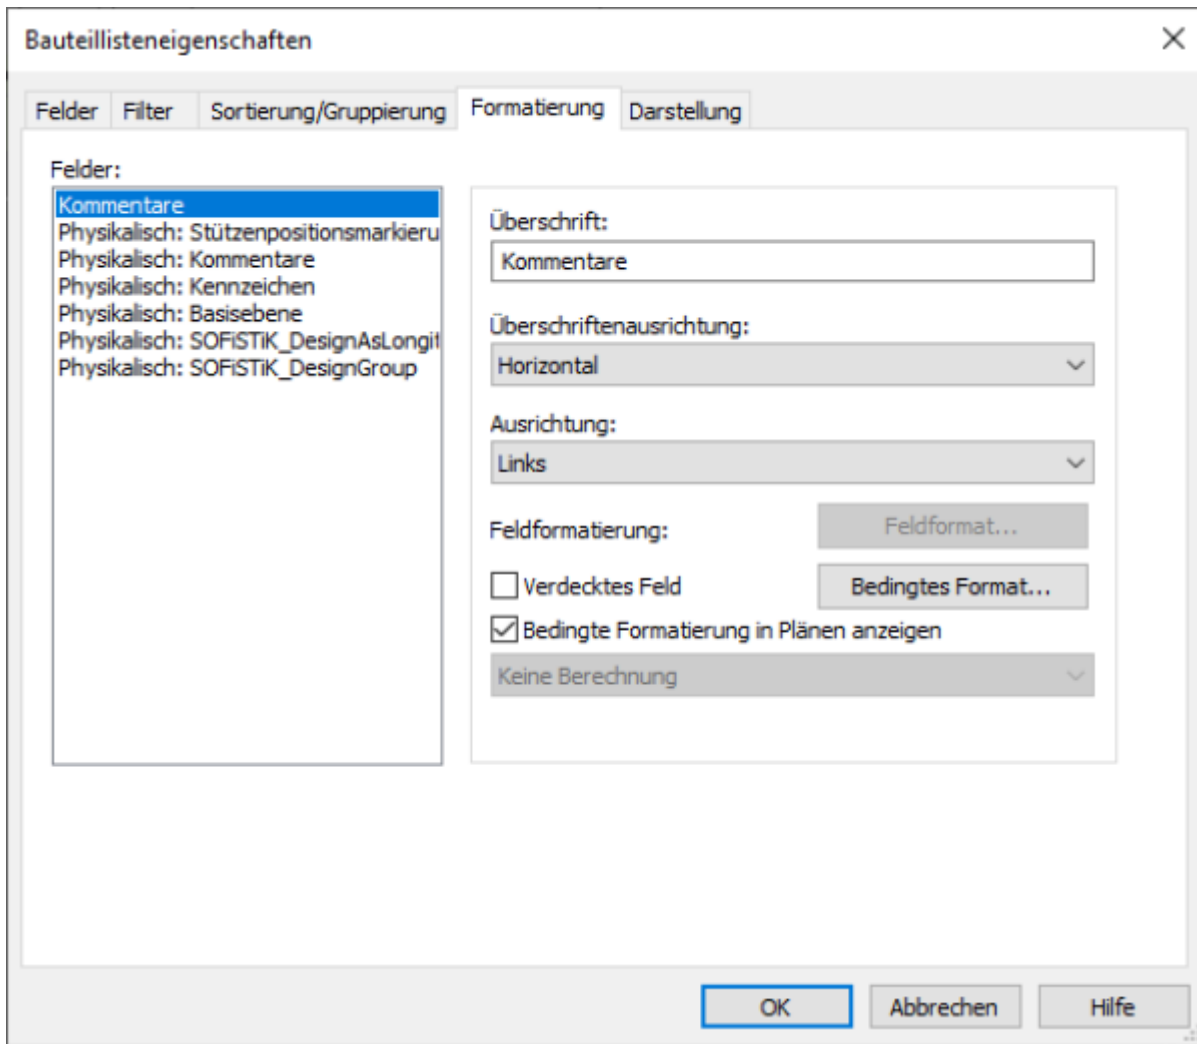 Bauteillisteneigenschaften
Felder Filter Sortierung/Gruppierung Formatierung Darstellung
Felder:
Kommentare
Physikalisch: Stützenpositionsmarkieru
Physikalisch: Kommentare
Physikalisch: Kennzeichen
Physikalisch: Basisebene
Physikalisch: SOFiSTiK_DesignAsLongit
Physikalisch: SOFiSTiK_DesignGroup
Überschrift:
Kommentare
Überschriftenausrichtung:
Horizontal
Ausrichtung:
Links
Feldformatierung: Feldformat...
Verdecktes Feld Bedingtes Format...
Bedingte Formatierung in Plänen anzeigen
Keine Berechnung
OK Abbrechen Hilfe